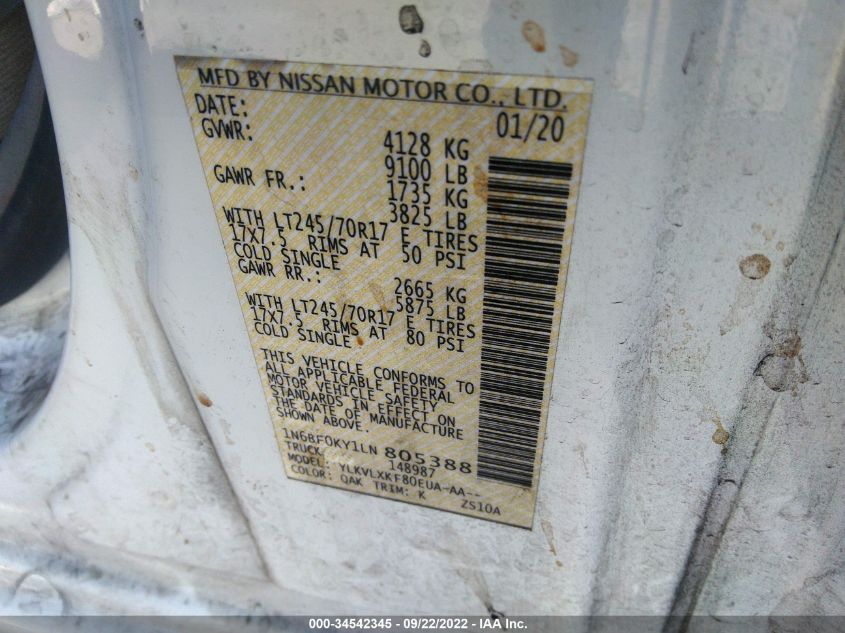 MFD BY NISSAN MOTOR CO., LTD.
DATE: 01/20
GVWR: 4128 KG
9100 LB
GAWR FR.: 1735 KG
3825 LB
WITH LT245/70R17 E TIRES
17X7.5 RIMS AT 50 PSI
COLD SINGLE
GAWR RR.: 2665 KG
5875 LB
WITH LT245/70R17 E TIRES
17X7.5 RIMS AT 80 PSI
COLD SINGLE
THIS VEHICLE CONFORMS TO
ALL APPLICABLE FEDERAL
MOTOR VEHICLE SAFETY
STANDARDS IN EFFECT ON
THE DATE OF MANUFACTURE
SHOWN ABOVE.
1N6BF0KY1LN 805388
TRUCK 148987
MODEL: YLKVLXKF80EUA-AA--
COLOR: QAK TRIM: K ZS10A
000-34542345 - 09/22/2022 - IAA Inc.